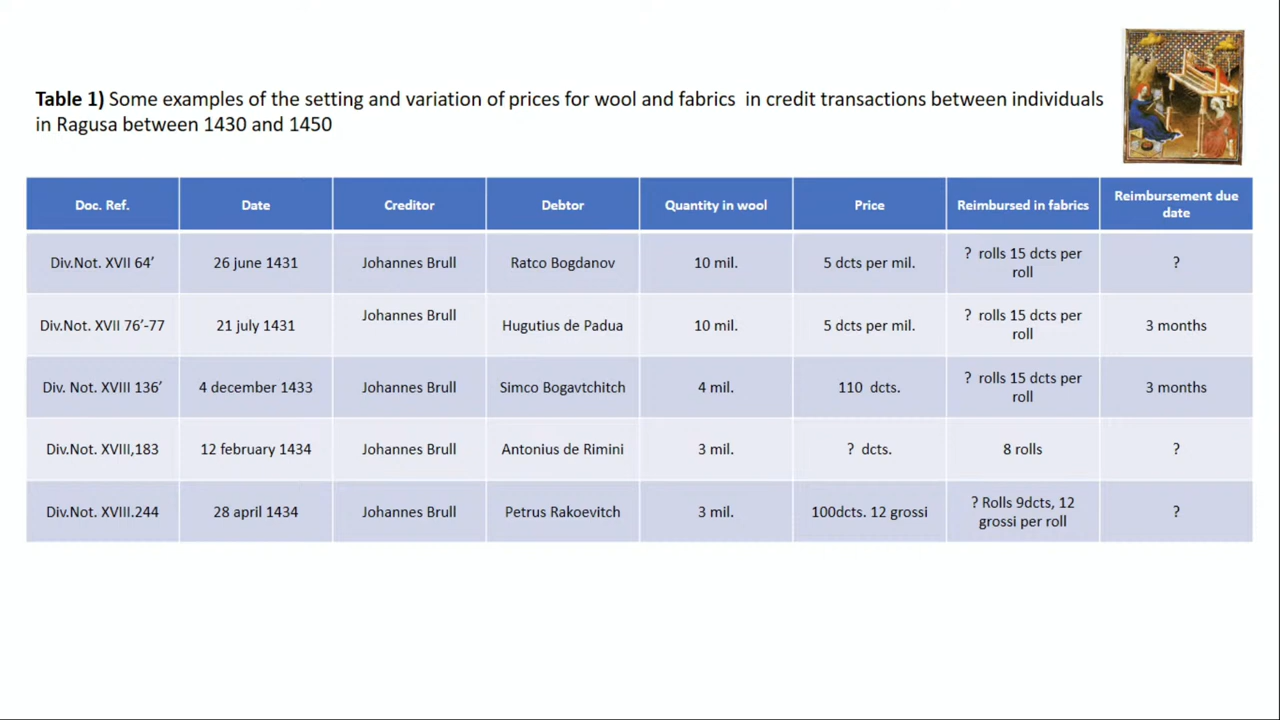 Table 1) Some examples of the setting and variation of prices for wool and fabrics in credit transactions between individuals
in Ragusa between 1430 and 1450
Doc. Ref. Date Creditor Debtor Quantity in wool Price Reimbursed in fabrics Reimbursement due
date
Div.Not. XVII 64′ 26 june 1431 Johannes Brull Ratco Bogdanov 10 mil. 5 dcts per mil. ? rolls 15 dcts per
roll ?
Div.Not. XVII 76′-77 21 july 1431 Johannes Brull Hugutius de Padua 10 mil. 5 dcts per mil. ? rolls 15 dcts per
roll 3 months
Div. Not. XVIII 136′ 4 december 1433 Johannes Brull Simco Bogavtchitch 4 mil. 110 dcts. ? rolls 15 dcts per
roll 3 months
Div.Not. XVIII,183 12 february 1434 Johannes Brull Antonius de Rimini 3 mil. ? dcts. 8 rolls ?
Div.Not. XVIII.244 28 april 1434 Johannes Brull Petrus Rakoevitch 3 mil. 100dcts. 12 grossi ? Rolls 9dcts, 12
grossi per roll ?